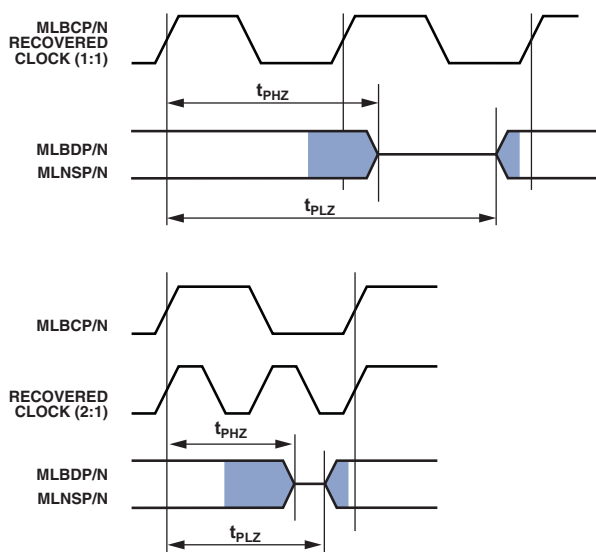 MLBCP/N
RECOVERED
CLOCK (1:1)
tPHZ
MLBDP/N
MLNSP/N
tPLZ
MLBCP/N
RECOVERED
CLOCK (2:1)
tPHZ
MLBDP/N
MLNSP/N
tPLZ